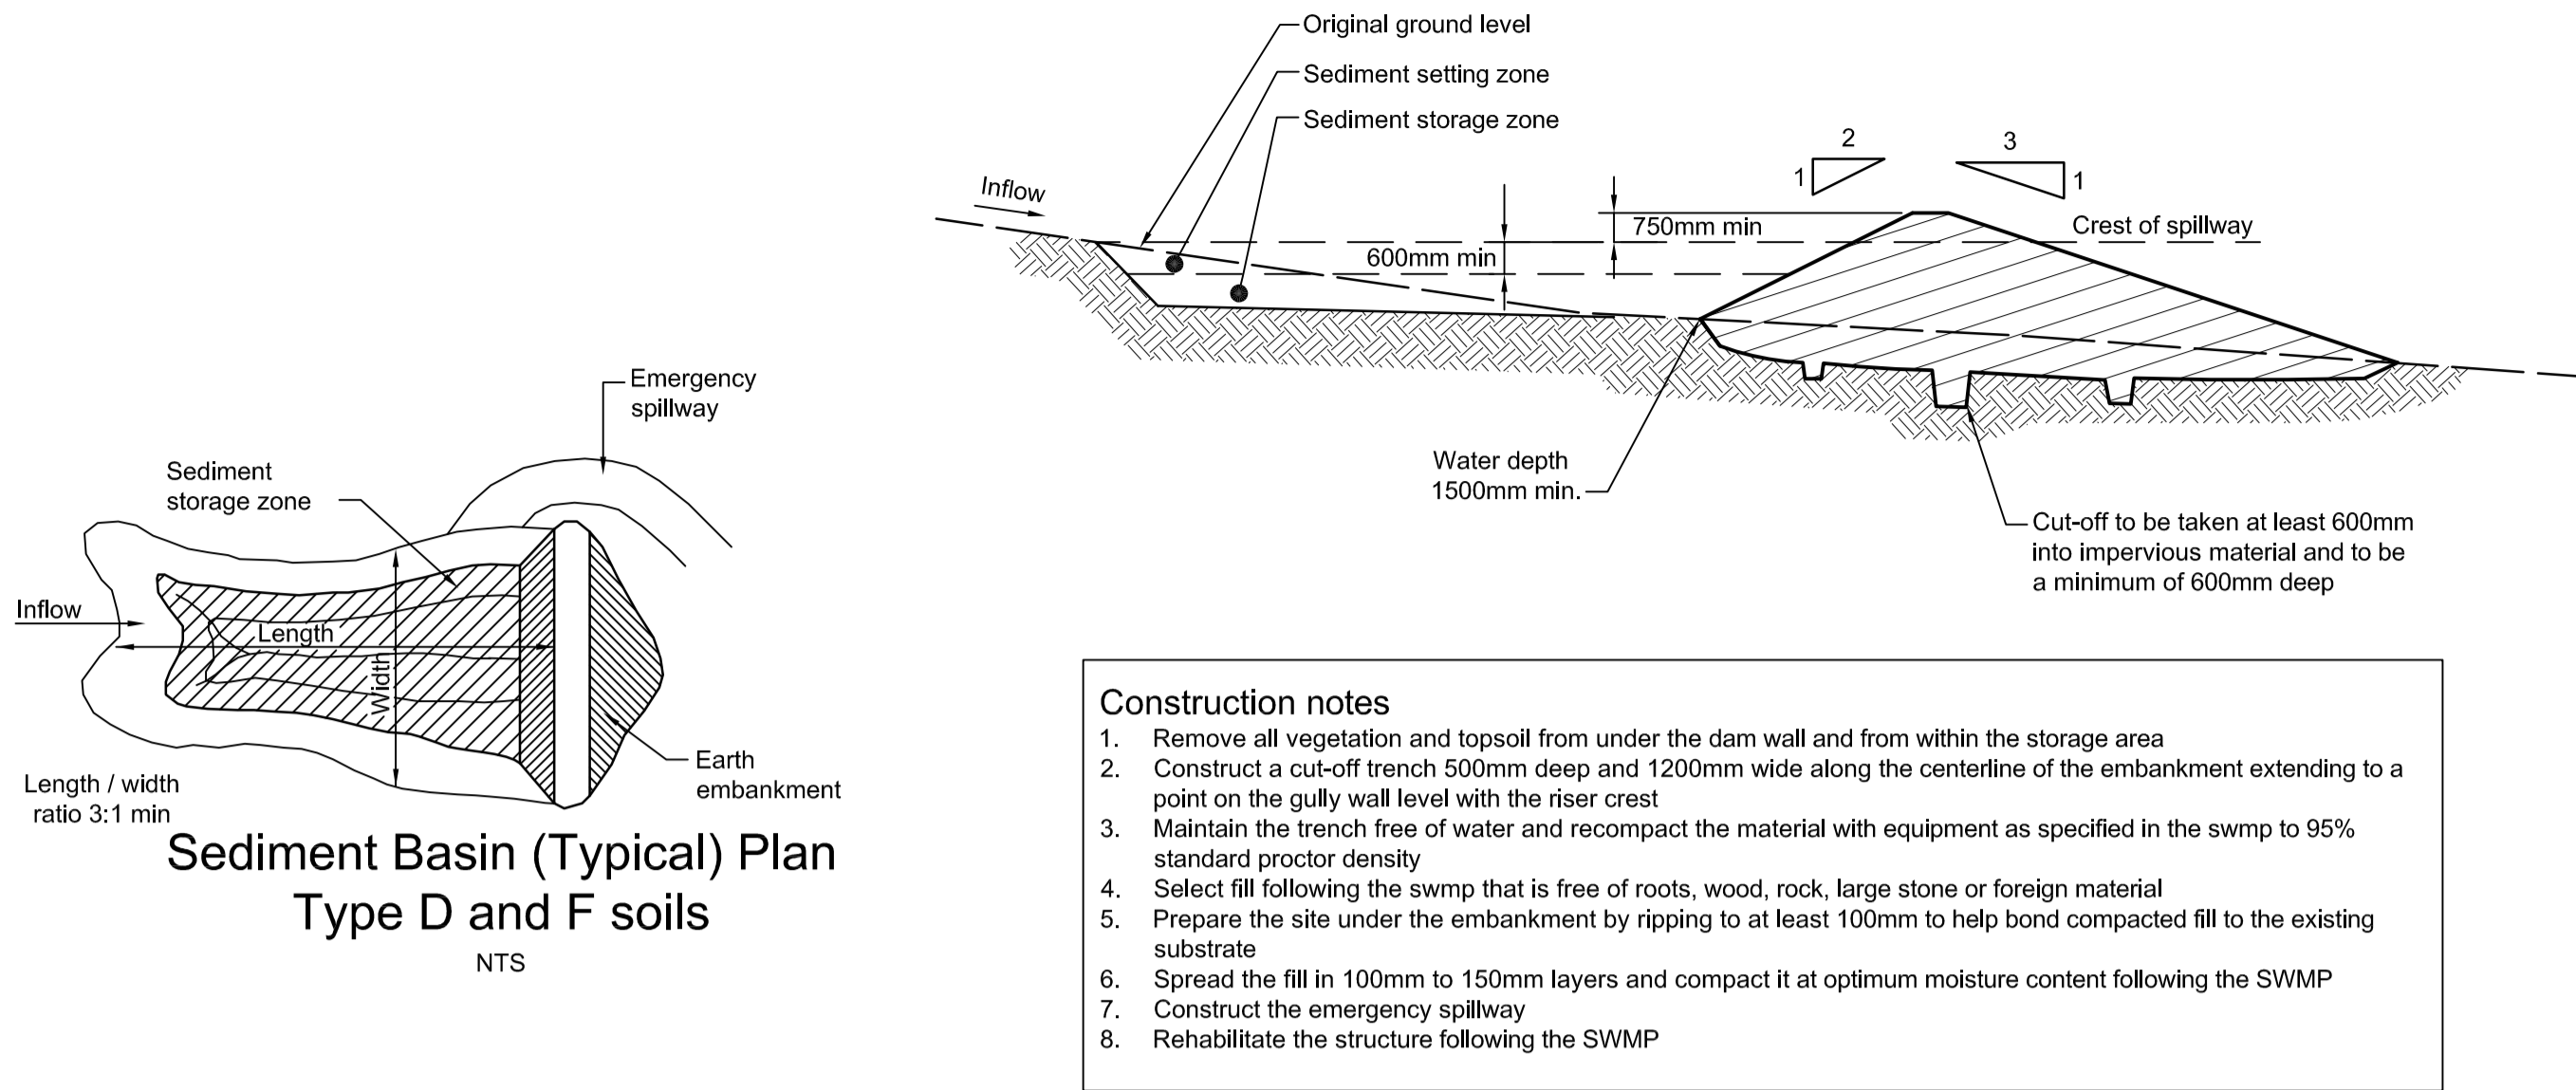 Original ground level
Sediment setting zone
Sediment storage zone
Inflow
2
1
3
1
750mm min
Crest of spillway
600mm min
Water depth
1500mm min.
Cut-off to be taken at least 600mm
into impervious material and to be
a minimum of 600mm deep
Emergency
spillway
Sediment
storage zone
Inflow
Length
Width
Earth
embankment
Length / width
ratio 3:1 min
Sediment Basin (Typical) Plan
Type D and F soils
NTS
Construction notes
1. Remove all vegetation and topsoil from under the dam wall and from within the storage area
2. Construct a cut-off trench 500mm deep and 1200mm wide along the centerline of the embankment extending to a
point on the gully wall level with the riser crest
3. Maintain the trench free of water and recompact the material with equipment as specified in the swmp to 95%
standard proctor density
4. Select fill following the swmp that is free of roots, wood, rock, large stone or foreign material
5. Prepare the site under the embankment by ripping to at least 100mm to help bond compacted fill to the existing
substrate
6. Spread the fill in 100mm to 150mm layers and compact it at optimum moisture content following the SWMP
7. Construct the emergency spillway
8. Rehabilitate the structure following the SWMP